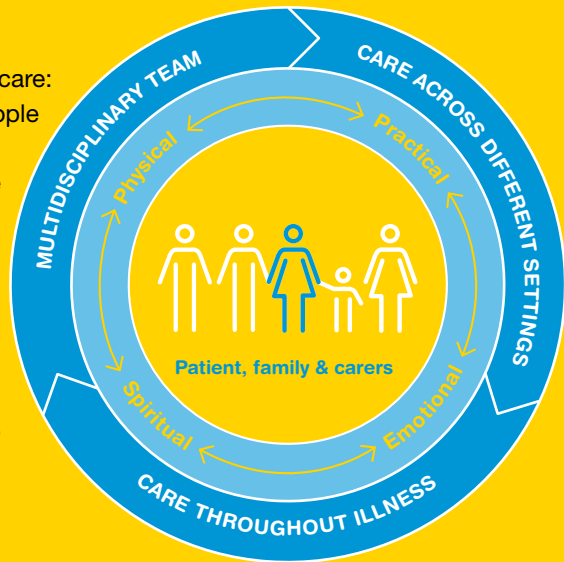 care:
ople
MULTIDISCIPLINARY TEAM
CARE ACROSS DIFFERENT SETTINGS
CARE THROUGHOUT ILLNESS
Physical
Practical
Emotional
Spiritual
Patient, family & carers